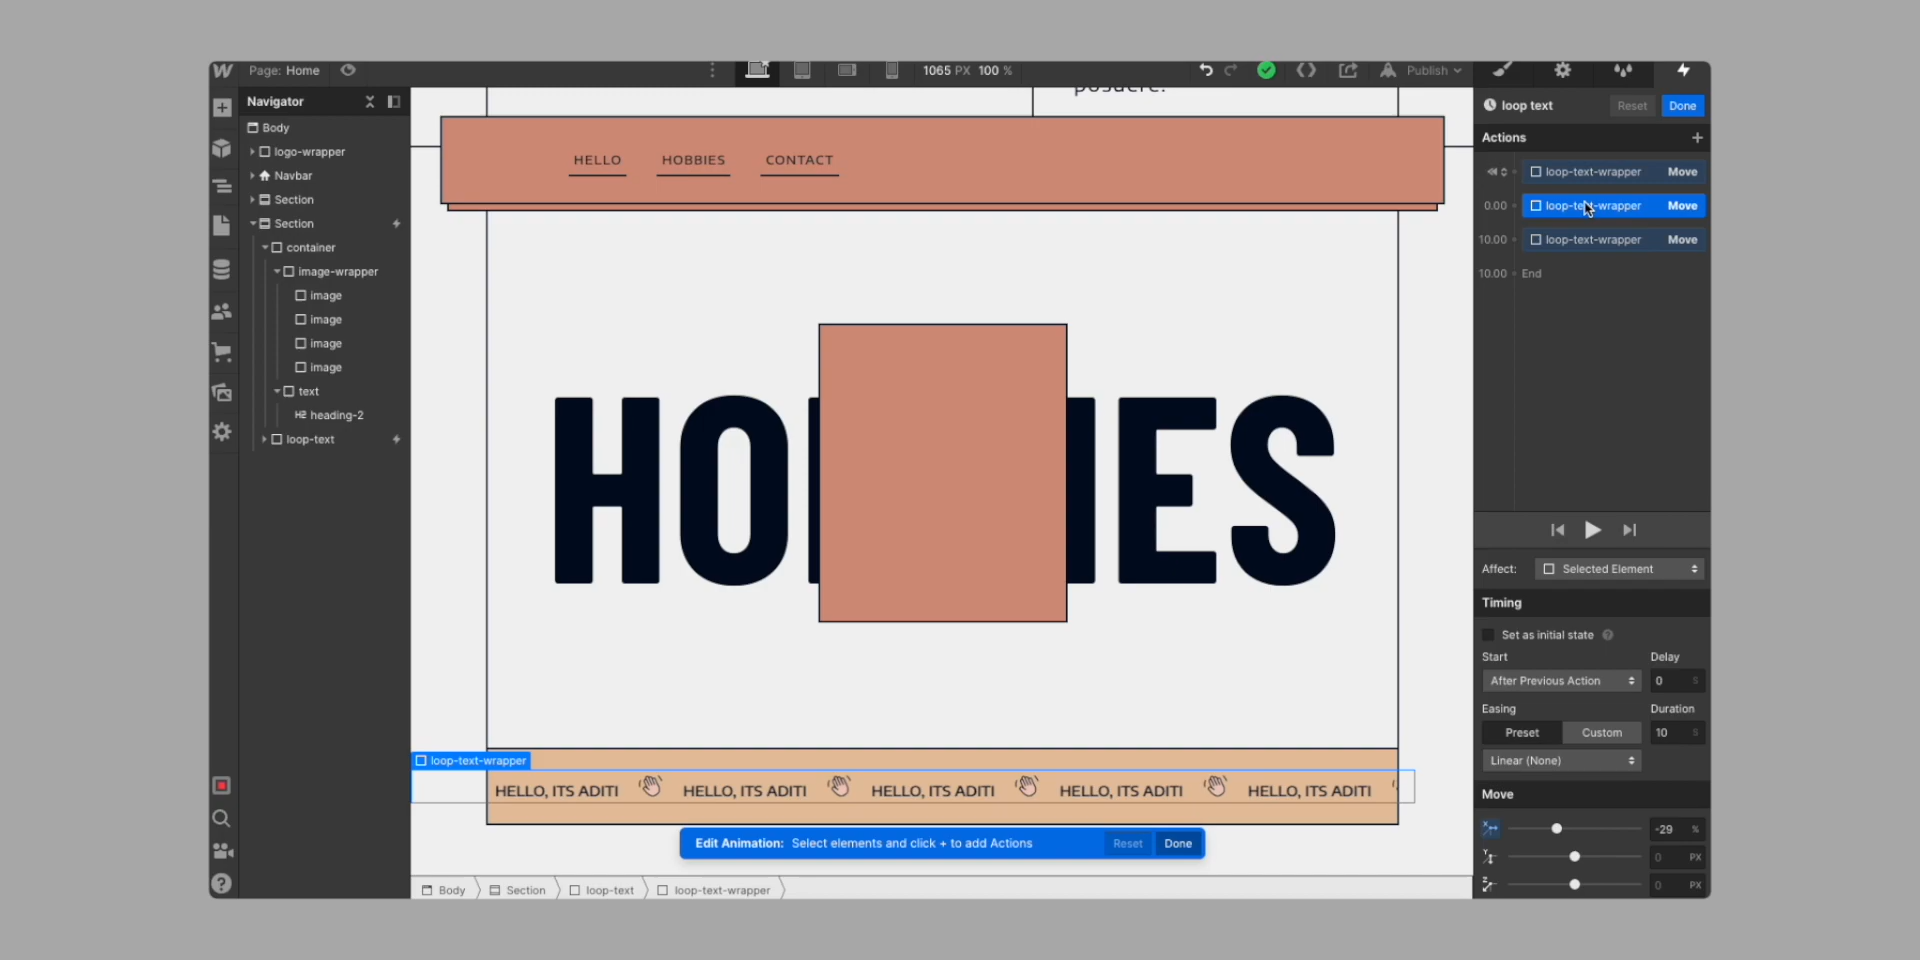 Page: Home
1065 PX 100 %
Publish
Navigator
Body
logo-wrapper
Navbar
Section
Section
container
image-wrapper
image
image
image
image
text
H2 heading-2
loop-text
posuere.
HELLO HOBBIES CONTACT
HO IES
loop-text-wrapper
HELLO, ITS ADITI HELLO, ITS ADITI HELLO, ITS ADITI HELLO, ITS ADITI HELLO, ITS ADITI
Edit Animation: Select elements and click + to add Actions Reset Done
Body Section loop-text loop-text-wrapper
loop text Reset Done
Actions
loop-text-wrapper Move
0.00 loop-text-wrapper Move
10.00 loop-text-wrapper Move
10.00 End
Affect: Selected Element
Timing
Set as initial state ?
Start Delay
After Previous Action 0 S
Easing Duration
Preset Custom 10 S
Linear (None)
Move
X -29 %
Y 0 PX
Z 0 PX